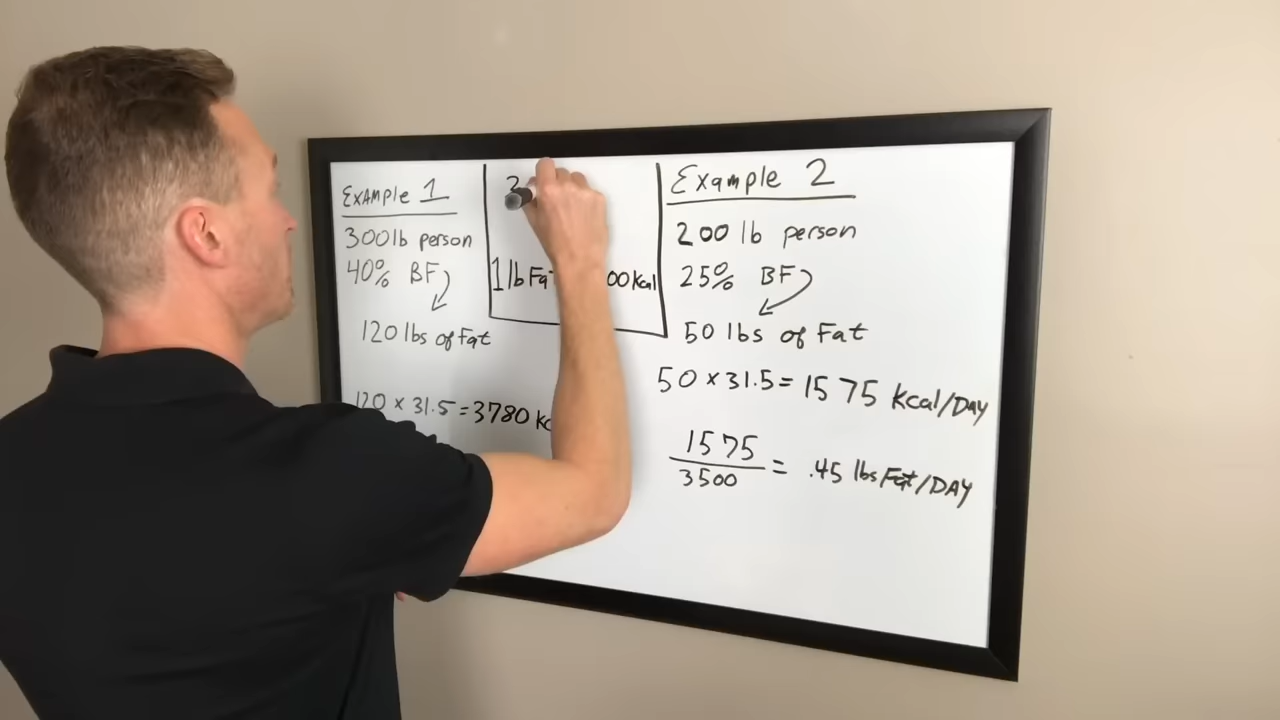 Example 1
300lb person
40% BF
120 lbs of Fat
120 × 31.5 = 3780
3
1 lb Fat 00 Kcal
Example 2
200 lb person
25% BF
50 lbs of Fat
50 × 31.5 = 1575 Kcal/DAY
1575
3500
= .45 lbs Fat/DAY